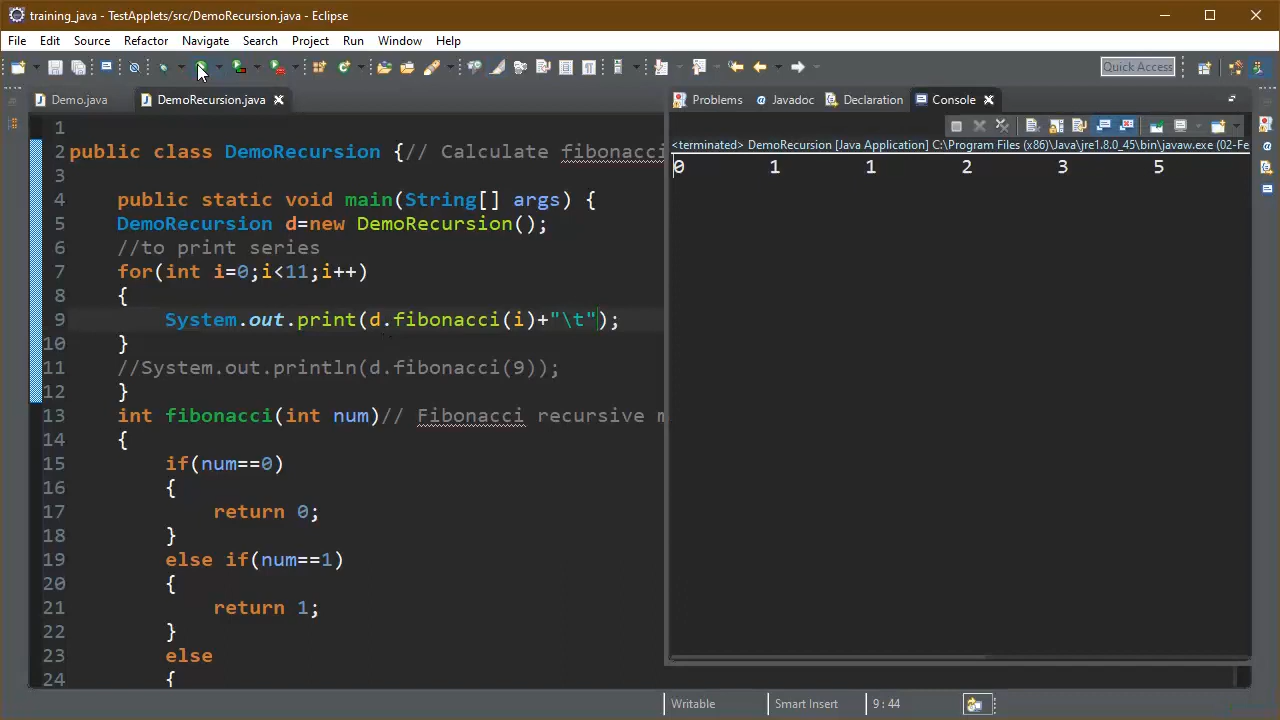 training_java - TestApplets/src/DemoRecursion.java - Eclipse
File Edit Source Refactor Navigate Search Project Run Window Help
Quick Access
Demo.java DemoRecursion.java
Problems @ Javadoc Declaration Console
<terminated> DemoRecursion [Java Application] C:\Program Files (x86)\Java\jre1.8.0_45\bin\javaw.exe (02-Fe
0 1 1 2 3 5
1
2 public class DemoRecursion {// Calculate fibonacci
3
4 public static void main(String[] args) {
5 DemoRecursion d=new DemoRecursion();
6 //to print series
7 for(int i=0;i<11;i++)
8 {
9 System.out.print(d.fibonacci(i)+"\t");
10 }
11 //System.out.println(d.fibonacci(9));
12 }
13 int fibonacci(int num)// Fibonacci recursive m
14 {
15 if(num==0)
16 {
17 return 0;
18 }
19 else if(num==1)
20 {
21 return 1;
22 }
23 else
24 {
Writable Smart Insert 9 : 44